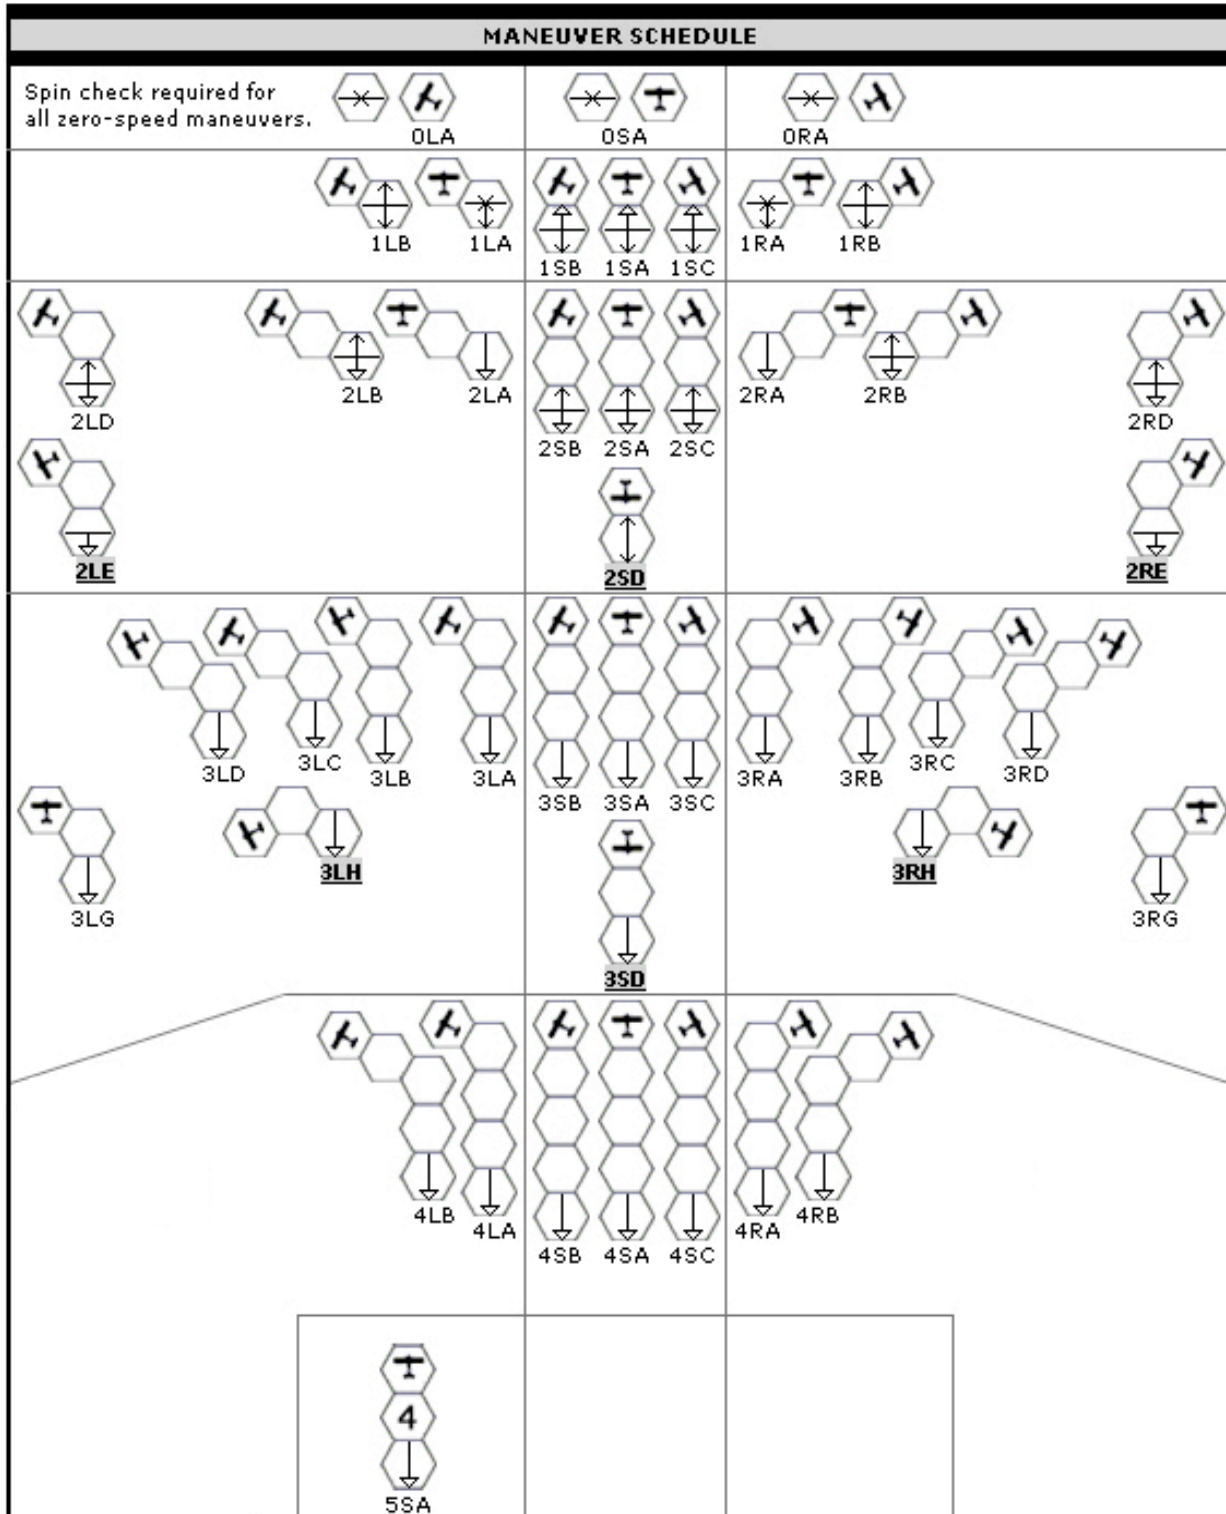 MANEUVER SCHEDULE
Spin check required for
all zero-speed maneuvers.
0LA
0SA
0RA
1LB
1LA
1SB
1SA
1SC
1RA
1RB
2LD
2LB
2LA
2SB
2SA
2SC
2RA
2RB
2RD
2LE
2SD
2RE
3LD
3LC
3LB
3LA
3SB
3SA
3SC
3RA
3RB
3RC
3RD
3LG
3LH
3SD
3RH
3RG
4LB
4LA
4SB
4SA
4SC
4RA
4RB
4
5SA